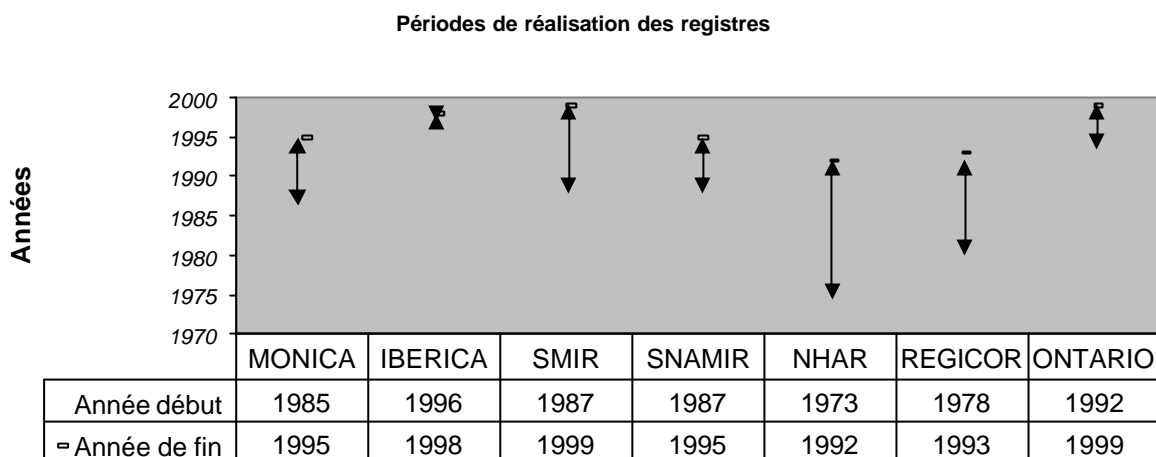 Périodes de réalisation des registres
Années
2000
1995
1990
1985
1980
1975
1970
MONICA IBERICA SMIR SNAMIR NHAR REGICOR ONTARIO
Année début 1985 1996 1987 1987 1973 1978 1992
Année de fin 1995 1998 1999 1995 1992 1993 1999